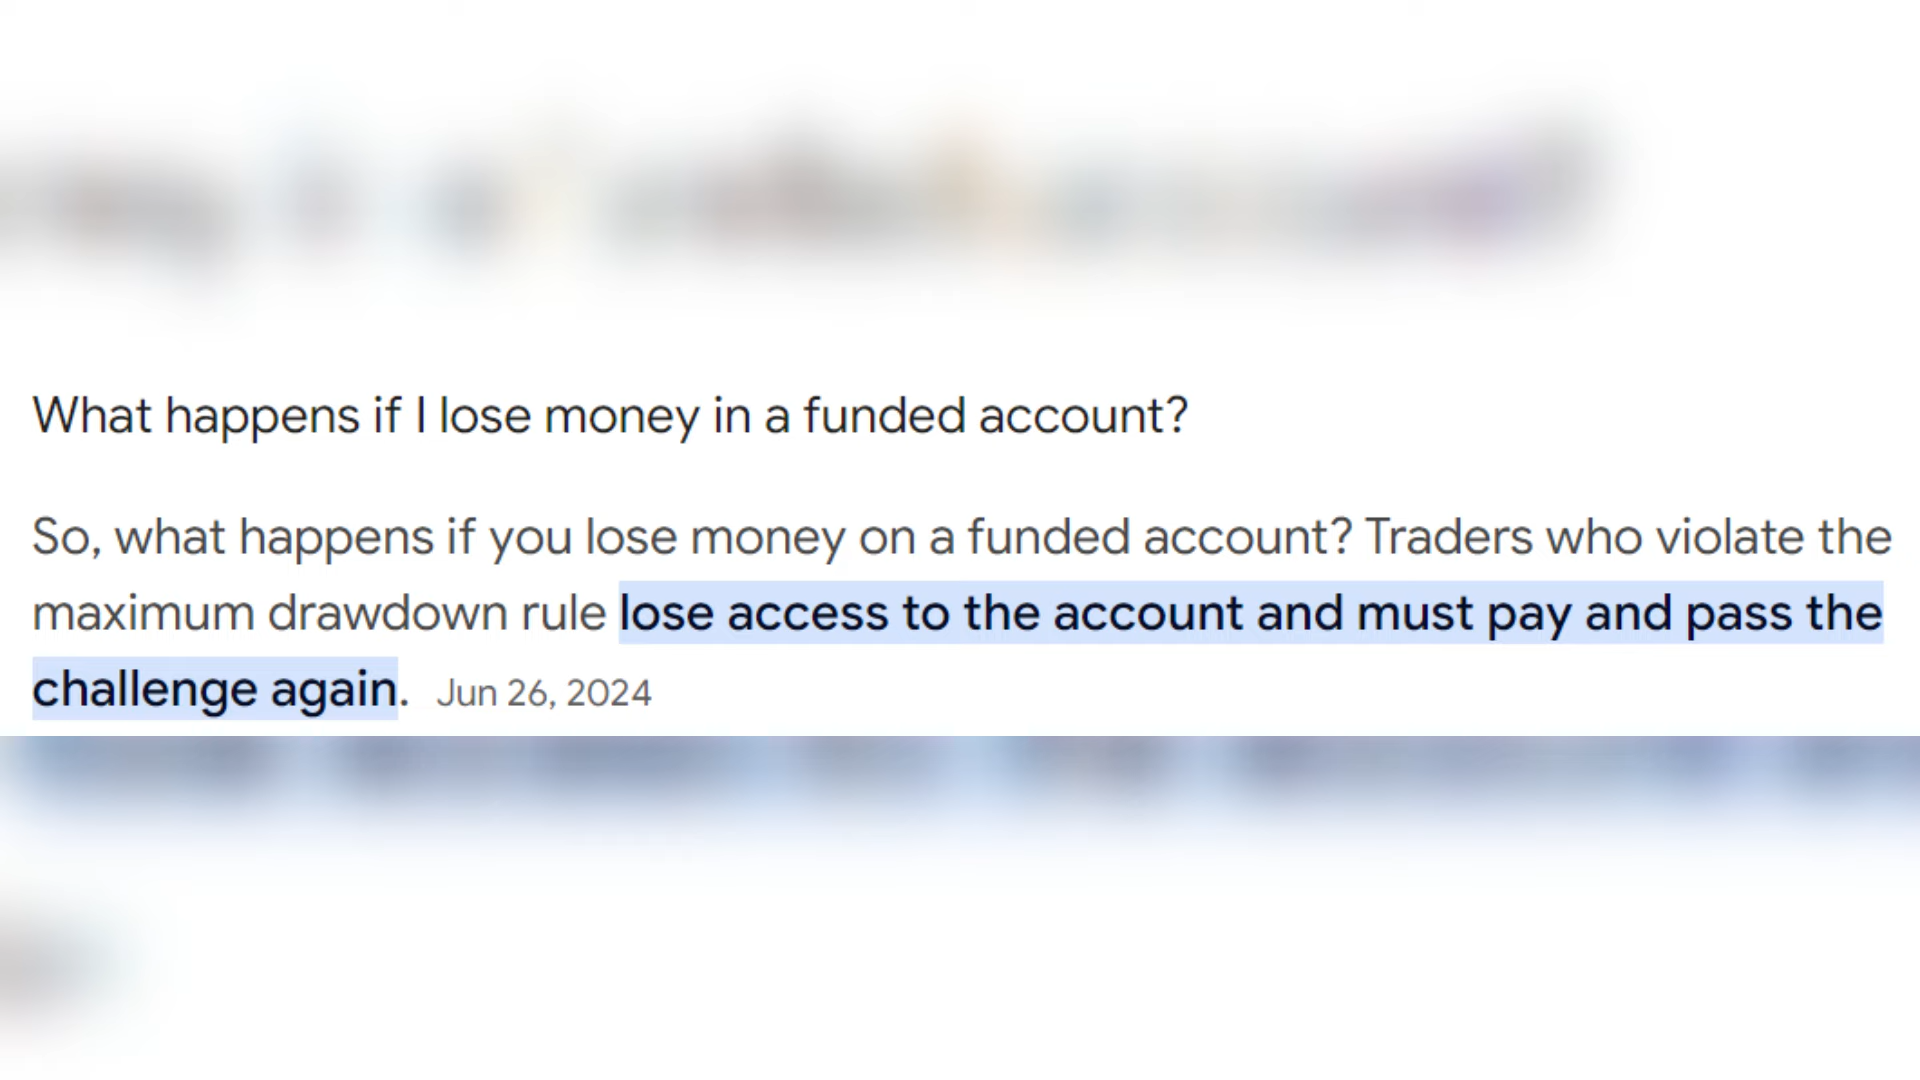 What happens if I lose money in a funded account?
So, what happens if you lose money on a funded account? Traders who violate the
maximum drawdown rule lose access to the account and must pay and pass the
challenge again. Jun 26, 2024